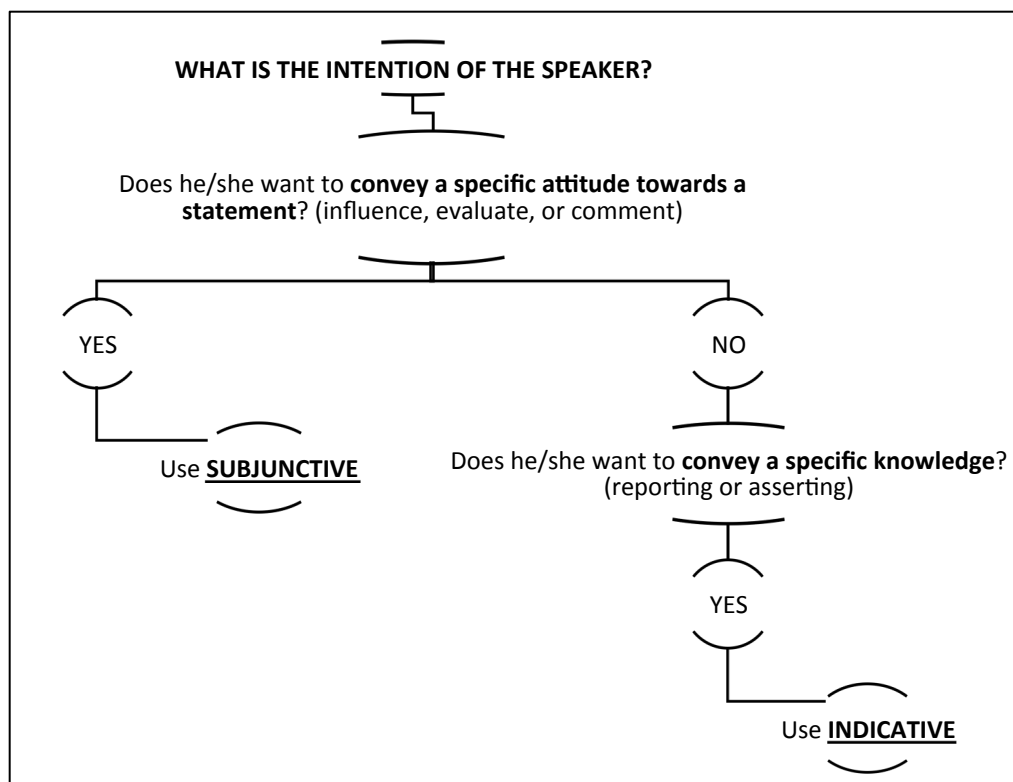 WHAT IS THE INTENTION OF THE SPEAKER?
Does he/she want to convey a specific attitude towards a
statement? (influence, evaluate, or comment)
YES
NO
Use SUBJUNCTIVE
Does he/she want to convey a specific knowledge?
(reporting or asserting)
YES
Use INDICATIVE